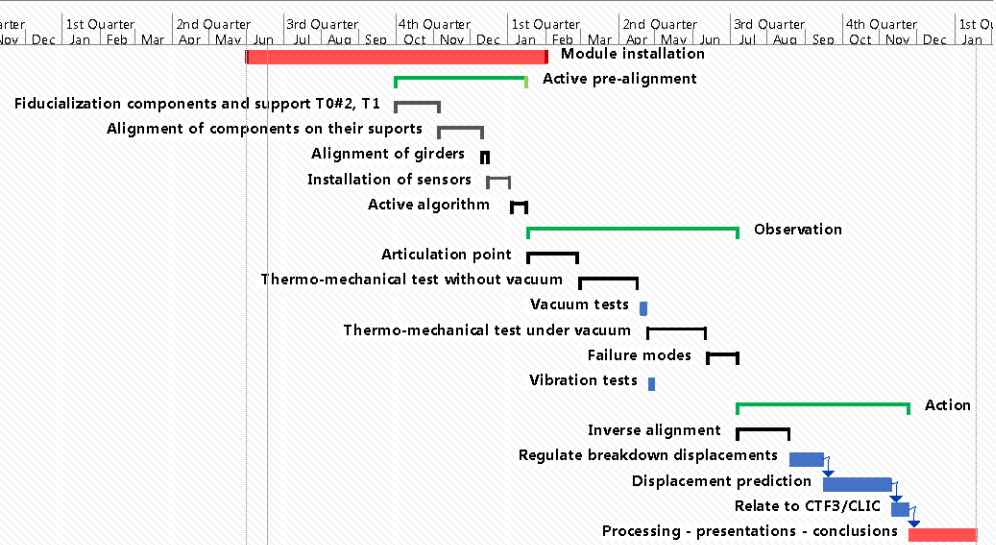 arter 1st Quarter 2nd Quarter 3rd Quarter 4th Quarter 1st Quarter 2nd Quarter 3rd Quarter 4th Quarter 1st Qu
Nov Dec Jan Feb Mar Apr May Jun Jul Aug Sep Oct Nov Dec Jan Feb Mar Apr May Jun Jul Aug Sep Oct Nov Dec Jan
Module installation
Active pre-alignment
Fiducialization components and support T0#2, T1
Alignment of components on their suports
Alignment of girders
Installation of sensors
Active algorithm
Observation
Articulation point
Thermo-mechanical test without vacuum
Vacuum tests
Thermo-mechanical test under vacuum
Failure modes
Vibration tests
Action
Inverse alignment
Regulate breakdown displacements
Displacement prediction
Relate to CTF3/CLIC
Processing - presentations - conclusions